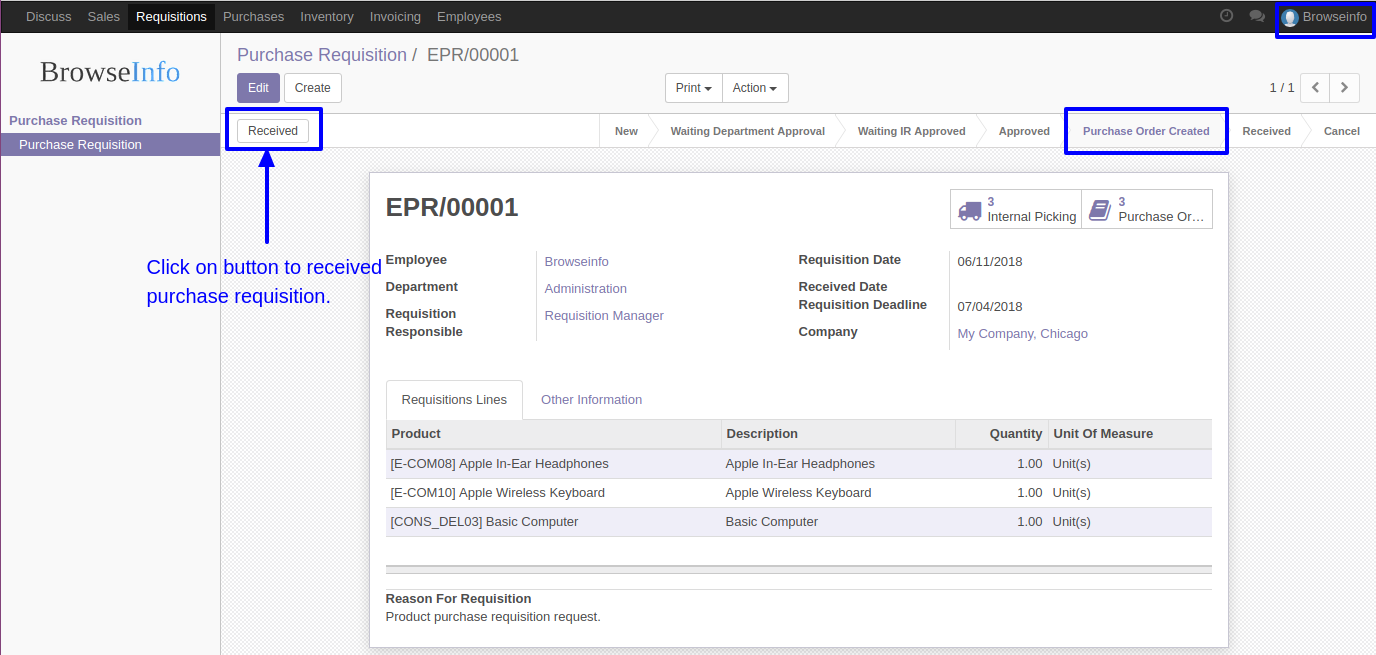 Discuss Sales Requisitions Purchases Inventory Invoicing Employees Browseinfo
BrowseInfo
Purchase Requisition
Purchase Requisition
Purchase Requisition / EPR/00001
Edit Create Print Action 1 / 1
Received New Waiting Department Approval Waiting IR Approved Approved Purchase Order Created Received Cancel
Click on button to received
purchase requisition.
EPR/00001
3
Internal Picking
3
Purchase Or...
Employee Browseinfo
Department Administration
Requisition
Responsible Requisition Manager
Requisition Date 06/11/2018
Received Date
Requisition Deadline 07/04/2018
Company My Company, Chicago
Requisitions Lines Other Information
Product Description Quantity Unit Of Measure
[E-COM08] Apple In-Ear Headphones Apple In-Ear Headphones 1.00 Unit(s)
[E-COM10] Apple Wireless Keyboard Apple Wireless Keyboard 1.00 Unit(s)
[CONS_DEL03] Basic Computer Basic Computer 1.00 Unit(s)
Reason For Requisition
Product purchase requisition request.